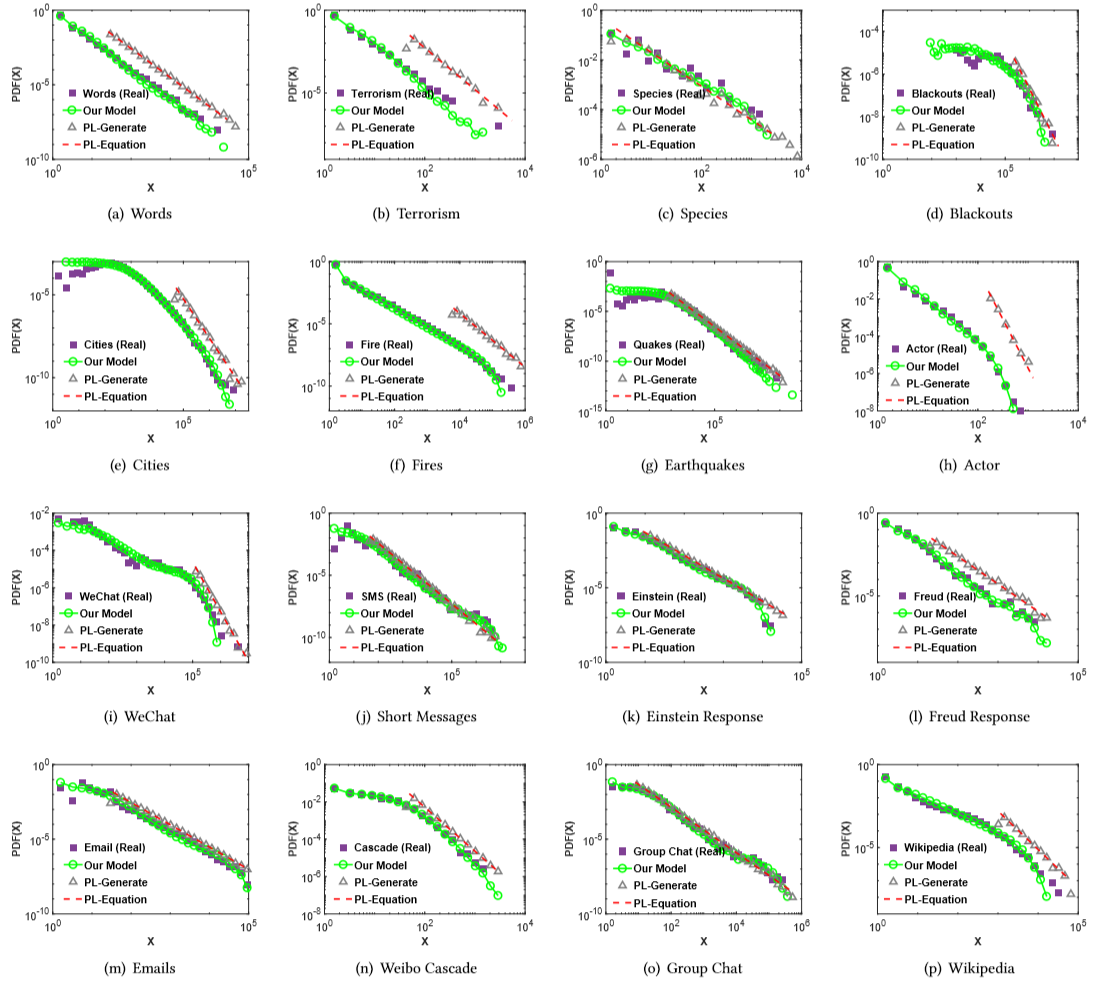 PDF(X)
10^0
10^-5
10^-10
Words (Real)
Our Model
PL-Generate
PL-Equation
10^0
10^5
X
(a) Words
PDF(X)
10^0
10^-5
Terrorism (Real)
Our Model
PL-Generate
PL-Equation
10^0
10^2
10^4
X
(b) Terrorism
PDF(X)
10^0
10^-2
10^-4
10^-6
Species (Real)
Our Model
PL-Generate
PL-Equation
10^0
10^2
10^4
X
(c) Species
PDF(X)
10^-4
10^-6
10^-8
10^-10
Blackouts (Real)
Our Model
PL-Generate
PL-Equation
10^5
X
(d) Blackouts
PDF(X)
10^-5
10^-10
Cities (Real)
Our Model
PL-Generate
PL-Equation
10^0
10^5
X
(e) Cities
PDF(X)
10^0
10^-5
10^-10
Fire (Real)
Our Model
PL-Generate
PL-Equation
10^0
10^2
10^4
10^6
X
(f) Fires
PDF(X)
10^0
10^-5
10^-10
10^-15
Quakes (Real)
Our Model
PL-Generate
PL-Equation
10^0
10^5
X
(g) Earthquakes
PDF(X)
10^0
10^-2
10^-4
10^-6
10^-8
Actor (Real)
Our Model
PL-Generate
PL-Equation
10^0
10^2
10^4
X
(h) Actor
PDF(X)
10^-2
10^-4
10^-6
10^-8
10^-10
WeChat (Real)
Our Model
PL-Generate
PL-Equation
10^0
10^5
X
(i) WeChat
PDF(X)
10^0
10^-5
10^-10
SMS (Real)
Our Model
PL-Generate
PL-Equation
10^0
10^5
X
(j) Short Messages
PDF(X)
10^0
10^-5
10^-10
Einstein (Real)
Our Model
PL-Generate
PL-Equation
10^0
10^5
X
(k) Einstein Response
PDF(X)
10^0
10^-5
Freud (Real)
Our Model
PL-Generate
PL-Equation
10^0
10^5
X
(l) Freud Response
PDF(X)
10^0
10^-5
10^-10
Email (Real)
Our Model
PL-Generate
PL-Equation
10^0
10^5
X
(m) Emails
PDF(X)
10^0
10^-2
10^-4
10^-6
10^-8
Cascade (Real)
Our Model
PL-Generate
PL-Equation
10^0
10^2
10^4
X
(n) Weibo Cascade
PDF(X)
10^0
10^-5
10^-10
Group Chat (Real)
Our Model
PL-Generate
PL-Equation
10^0
10^2
10^4
10^6
X
(o) Group Chat
PDF(X)
10^0
10^-5
Wikipedia (Real)
Our Model
PL-Generate
PL-Equation
10^0
10^5
X
(p) Wikipedia